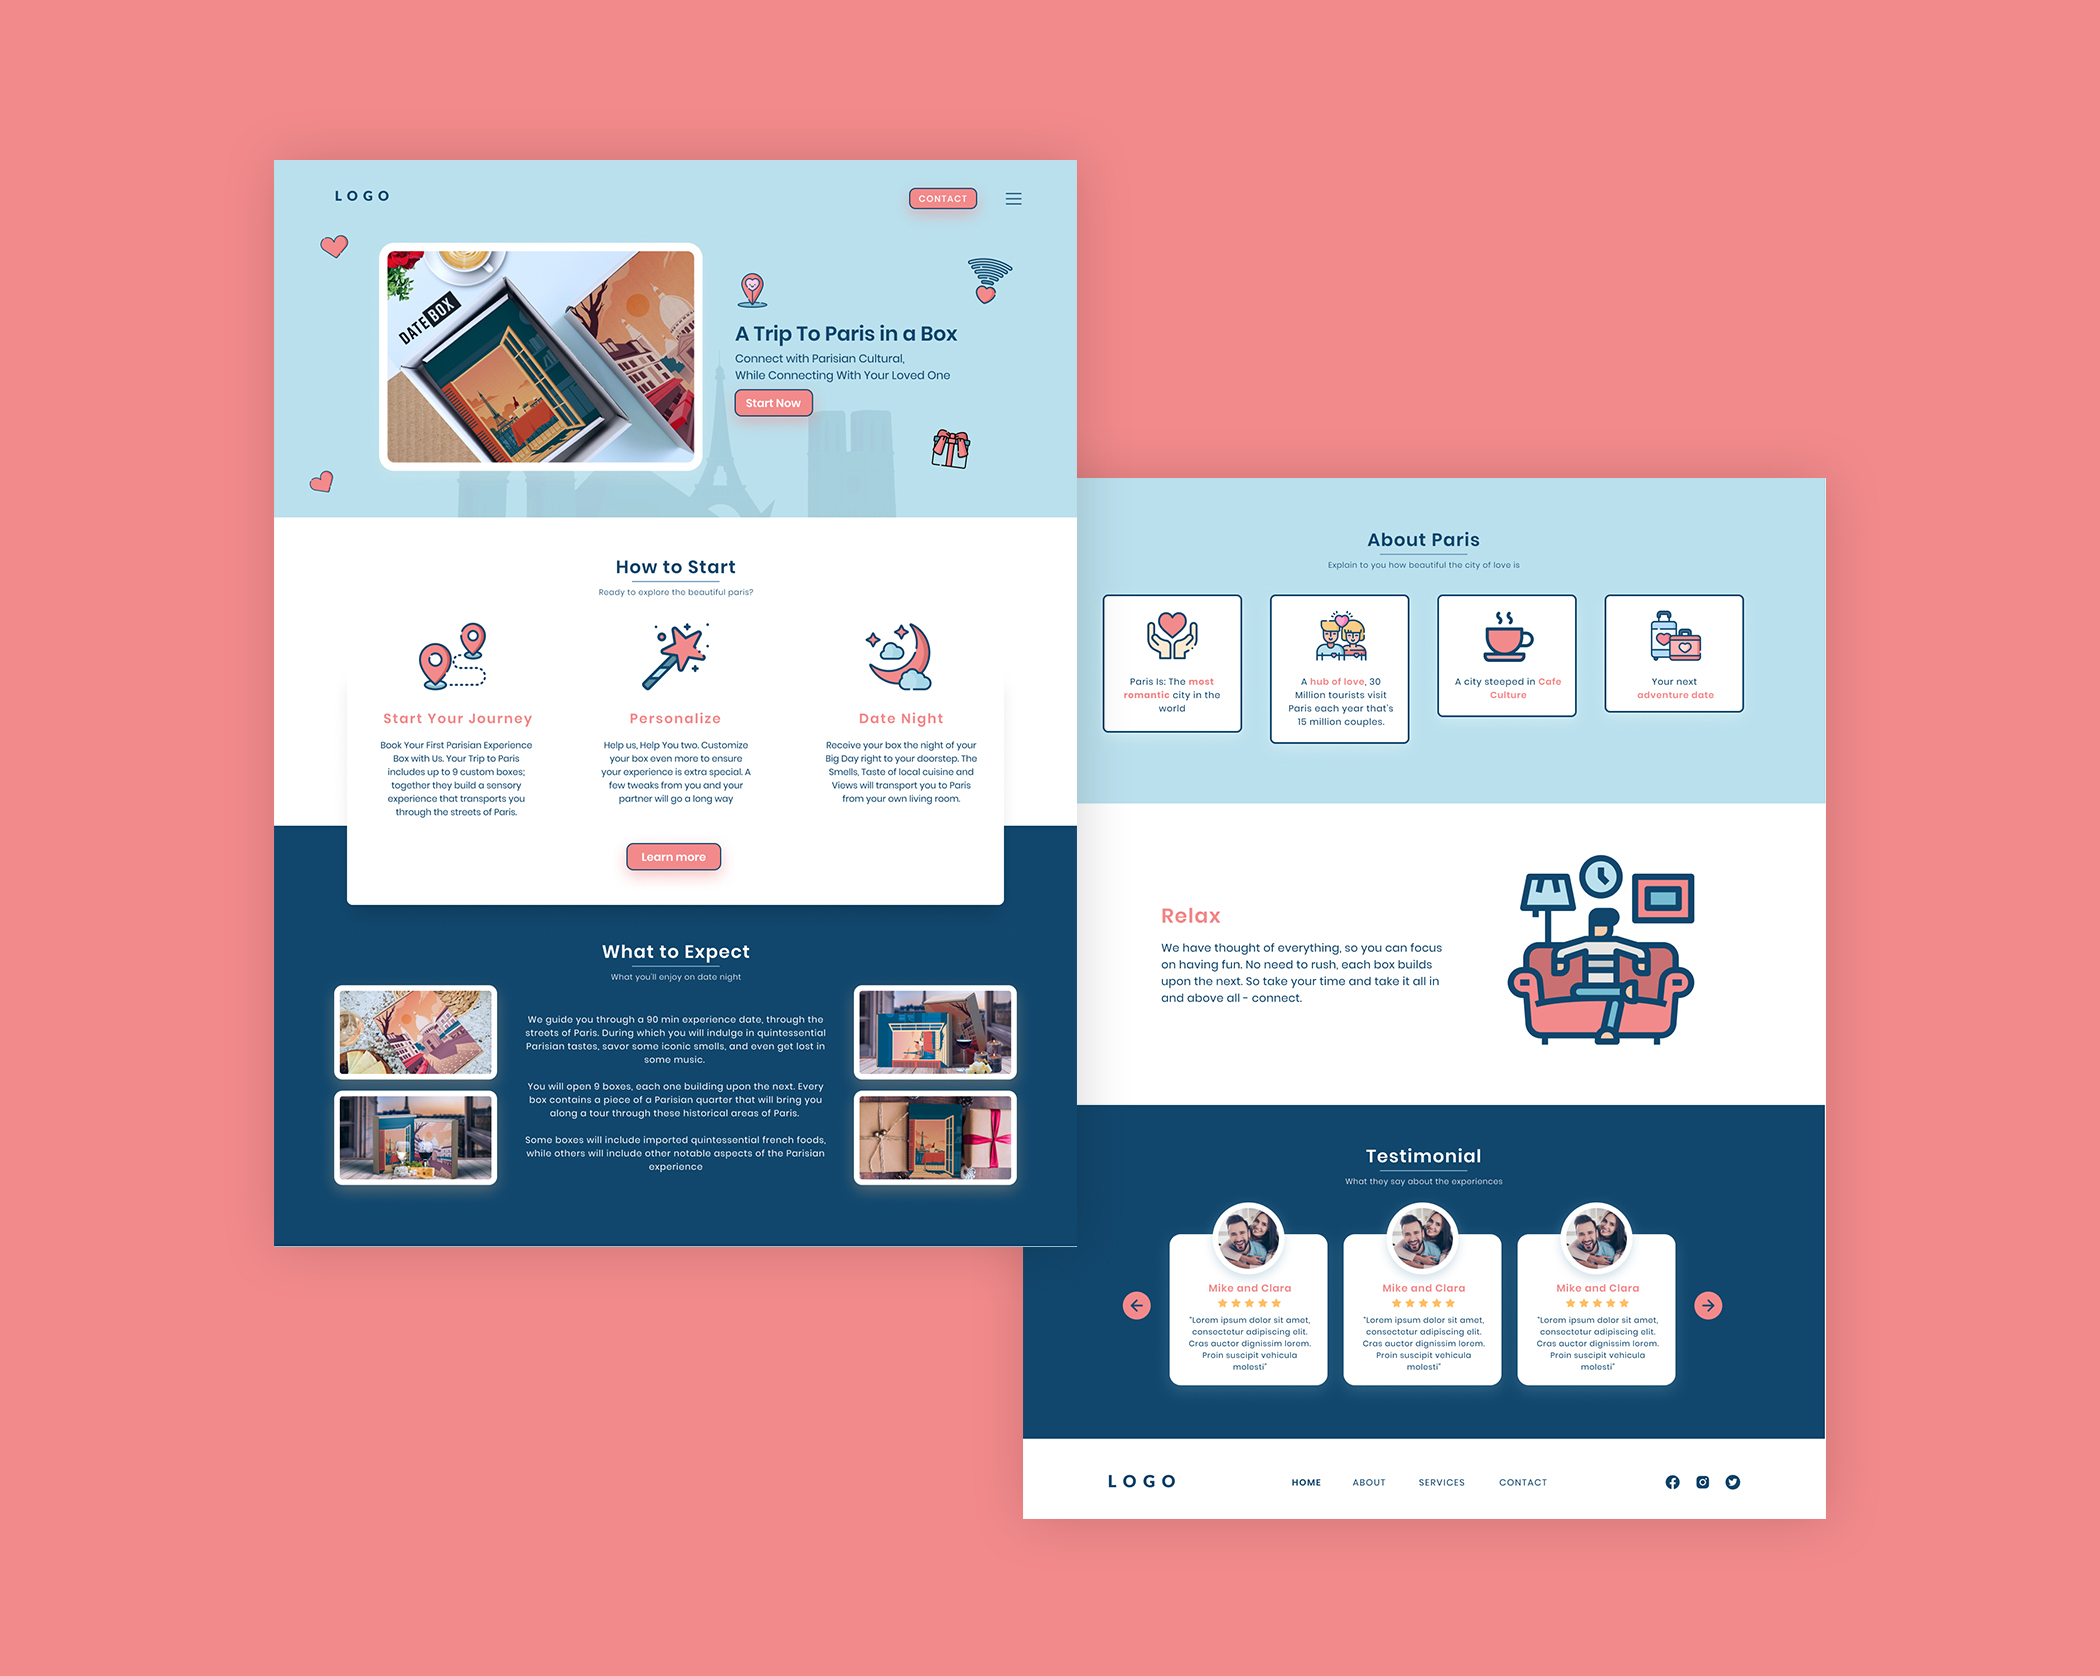 LOGO
CONTACT
DATE BOX
A Trip To Paris in a Box
Connect with Parisian Cultural,
While Connecting With Your Loved One
Start Now
How to Start
Ready to explore the beautiful paris?
Start Your Journey
Book Your First Parisian Experience
Box with Us. Your Trip to Paris
includes up to 9 custom boxes;
together they build a sensory
experience that transports you
through the streets of Paris.
Personalize
Help us, Help You two. Customize
your box even more to ensure
your experience is extra special. A
few tweaks from you and your
partner will go a long way
Date Night
Receive your box the night of your
Big Day right to your doorstep. The
Smells, Taste of local cuisine and
Views will transport you to Paris
from your own living room.
Learn more
What to Expect
What you'll enjoy on date night
We guide you through a 90 min experience date, through the
streets of Paris. During which you will indulge in quintessential
Parisian tastes, savor some iconic smells, and even get lost in
some music.
You will open 9 boxes, each one building upon the next. Every
box contains a piece of a Parisian quarter that will bring you
along a tour through these historical areas of Paris.
Some boxes will include imported quintessential french foods,
while others will include other notable aspects of the Parisian
experience
About Paris
Explain to you how beautiful the city of love is
Paris Is: The most
romantic city in the
world
A hub of love, 30
Million tourists visit
Paris each year that's
15 million couples.
A city steeped in Cafe
Culture
Your next
adventure date
Relax
We have thought of everything, so you can focus
on having fun. No need to rush, each box builds
upon the next. So take your time and take it all in
and above all - connect.
Testimonial
What they say about the experiences
Mike and Clara
"Lorem ipsum dolor sit amet,
consectetur adipiscing elit.
Cras auctor dignissim lorem.
Proin suscipit vehicula
molesti"
Mike and Clara
"Lorem ipsum dolor sit amet,
consectetur adipiscing elit.
Cras auctor dignissim lorem.
Proin suscipit vehicula
molesti"
Mike and Clara
"Lorem ipsum dolor sit amet,
consectetur adipiscing elit.
Cras auctor dignissim lorem.
Proin suscipit vehicula
molesti"
LOGO
HOME ABOUT SERVICES CONTACT